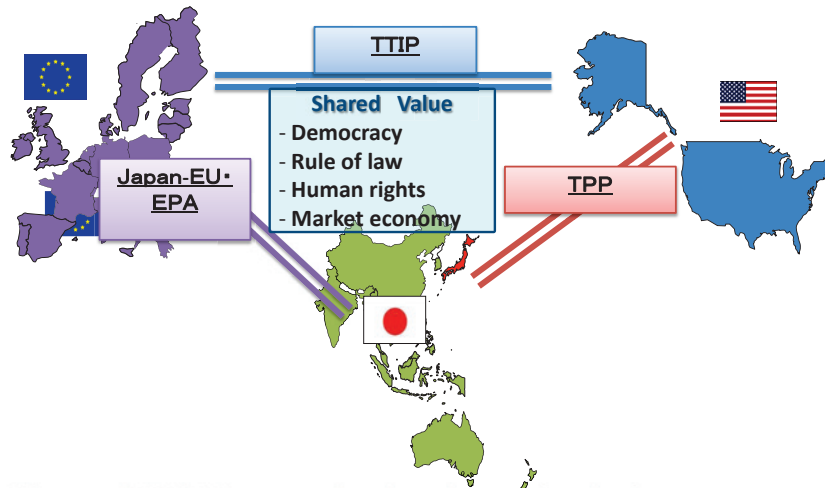 TTIP
Shared Value
- Democracy
- Rule of law
- Human rights
- Market economy
Japan-EU・
EPA
TPP